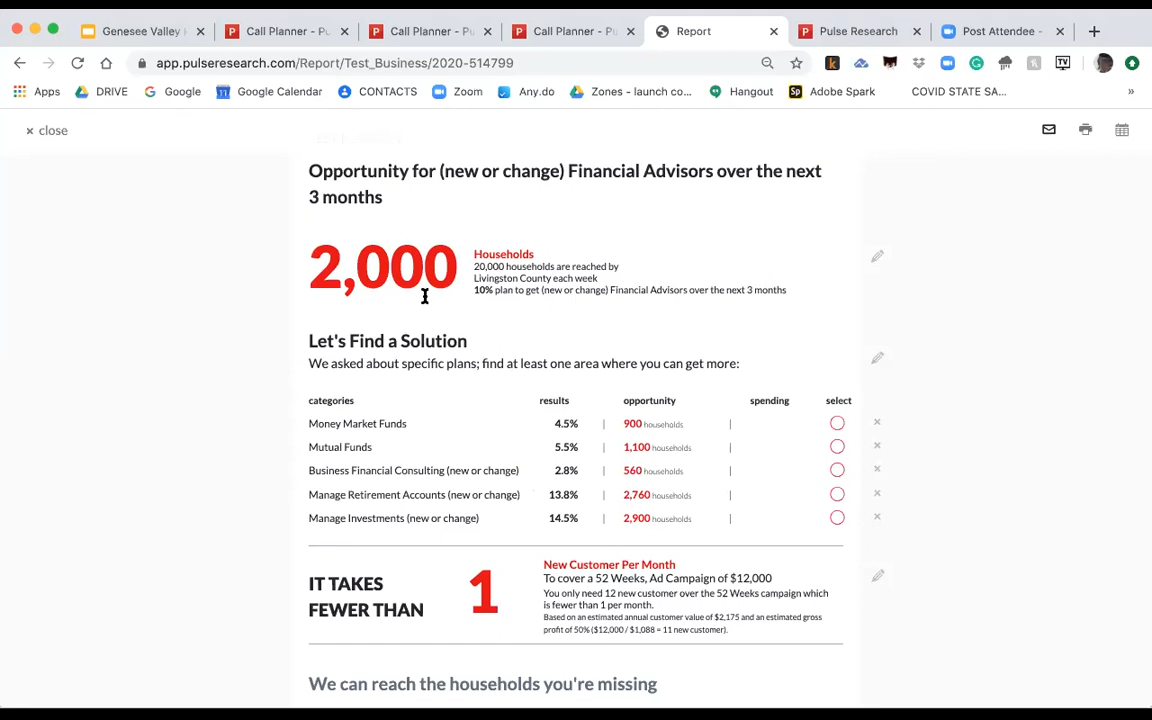 Genesee Valley
Call Planner - Pu
Call Planner - Pu
Call Planner - Pu
Report
Pulse Research
Post Attendee -
app.pulseresearch.com/Report/Test_Business/2020-514799
Apps
DRIVE
Google
Google Calendar
CONTACTS
Zoom
Any.do
Zones - launch co...
Hangout
Adobe Spark
COVID STATE SA...
»
× close
Opportunity for (new or change) Financial Advisors over the next
3 months
2,000
Households
20,000 households are reached by
Livingston County each week
10% plan to get (new or change) Financial Advisors over the next 3 months
Let's Find a Solution
We asked about specific plans; find at least one area where you can get more:
categories results opportunity spending select
Money Market Funds 4.5% | 900 households |
Mutual Funds 5.5% | 1,100 households |
Business Financial Consulting (new or change) 2.8% | 560 households |
Manage Retirement Accounts (new or change) 13.8% | 2,760 households |
Manage Investments (new or change) 14.5% | 2,900 households |
IT TAKES
FEWER THAN
1
New Customer Per Month
To cover a 52 Weeks, Ad Campaign of $12,000
You only need 12 new customer over the 52 Weeks campaign which
is fewer than 1 per month.
Based on an estimated annual customer value of $2,175 and an estimated gross
profit of 50% ($12,000 / $1,088 = 11 new customer).
We can reach the households you're missing